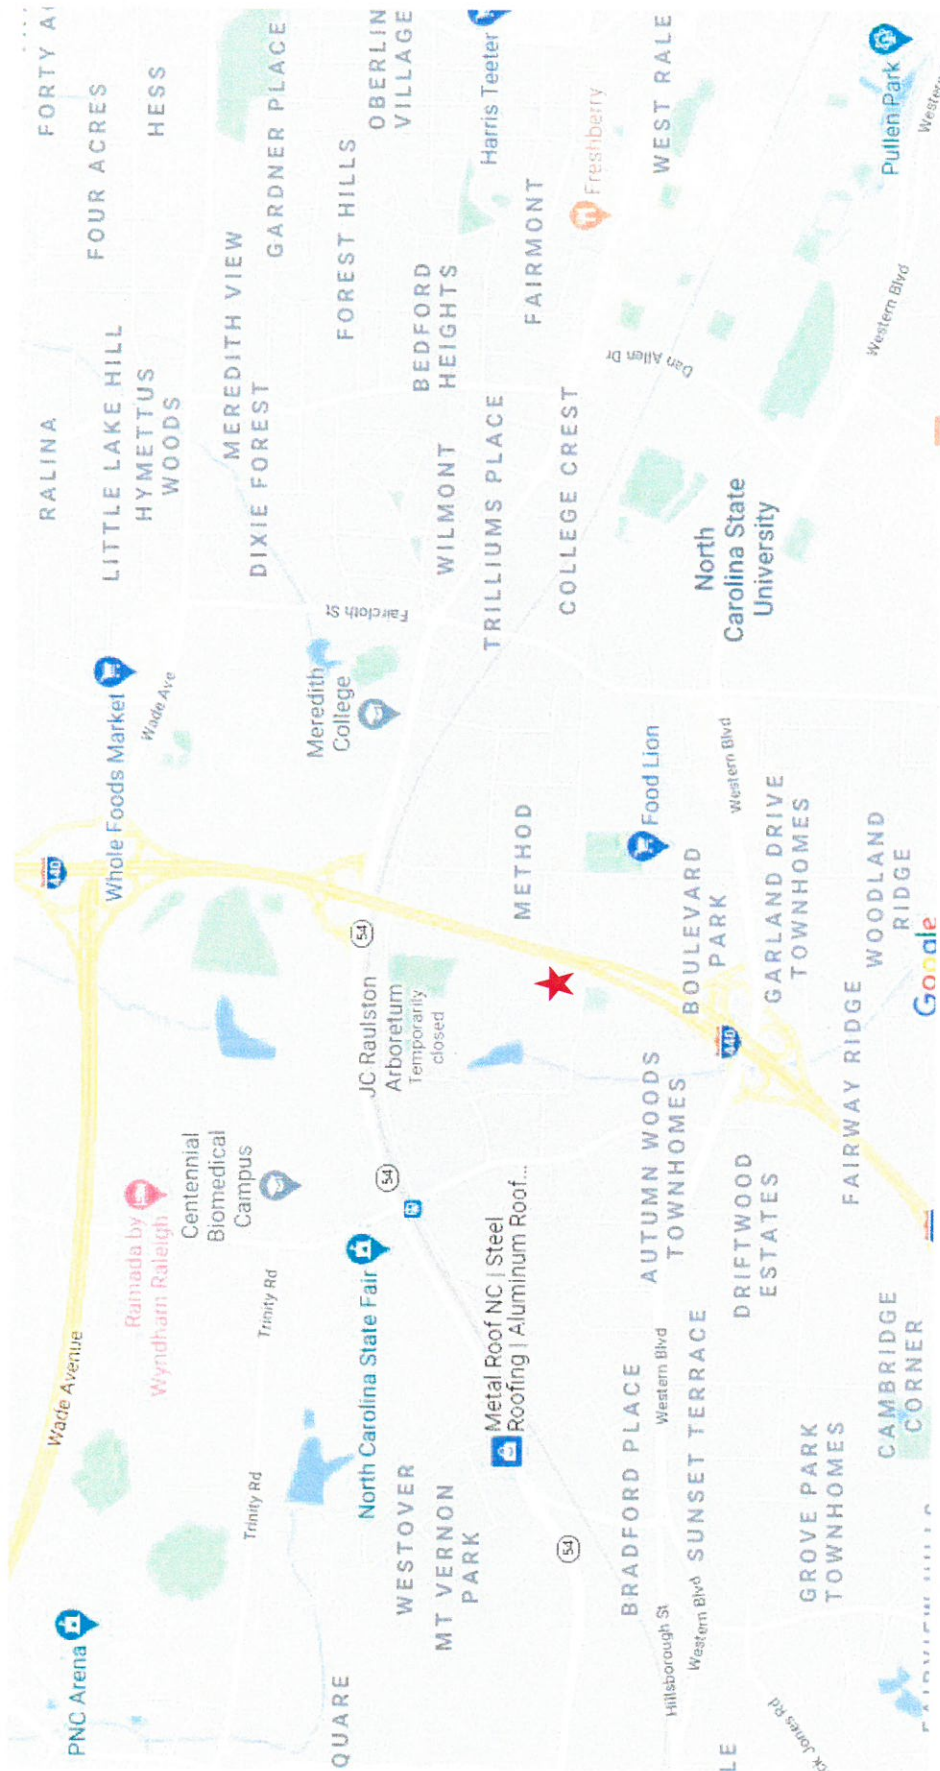 PNC Arena
Wade Avenue
Ramada by
Wyndham Raleigh
440
Whole Foods Market
Wade Ave
RALINA
LITTLE LAKE HILL
HYMETTUS
WOODS
FOUR ACRES
HESS
Trinity Rd
Trinity Rd
Centennial
Biomedical
Campus
MEREDITH VIEW
DIXIE FOREST
GARDNER PLACE
QUARE
North Carolina State Fair
54
JC Raulston
Arboretum
Temporarily
closed
54
Meredith
College
Faircloth St
FOREST HILLS
OBERLIN
VILLAGE
WESTOVER
MT VERNON
PARK
Metal Roof NC | Steel
Roofing | Aluminum Roof...
METHOD
WILMONT
TRILLIUMS PLACE
BEDFORD
HEIGHTS
Harris Teeter
FAIRMONT
54
COLLEGE CREST
Freshberry
BRADFORD PLACE
Western Blvd
AUTUMN WOODS
TOWNHOMES
Food Lion
Dan Allen Dr
WEST RALE
Hillsborough St
Western Blvd
SUNSET TERRACE
BOULEVARD
PARK
440
Western Blvd
North
Carolina State
University
DRIFTWOOD
ESTATES
GARLAND DRIVE
TOWNHOMES
Jones Rd
GROVE PARK
TOWNHOMES
FAIRWAY RIDGE
WOODLAND
RIDGE
Western Blvd
Pullen Park
CAMBRIDGE
CORNER
Google
Western